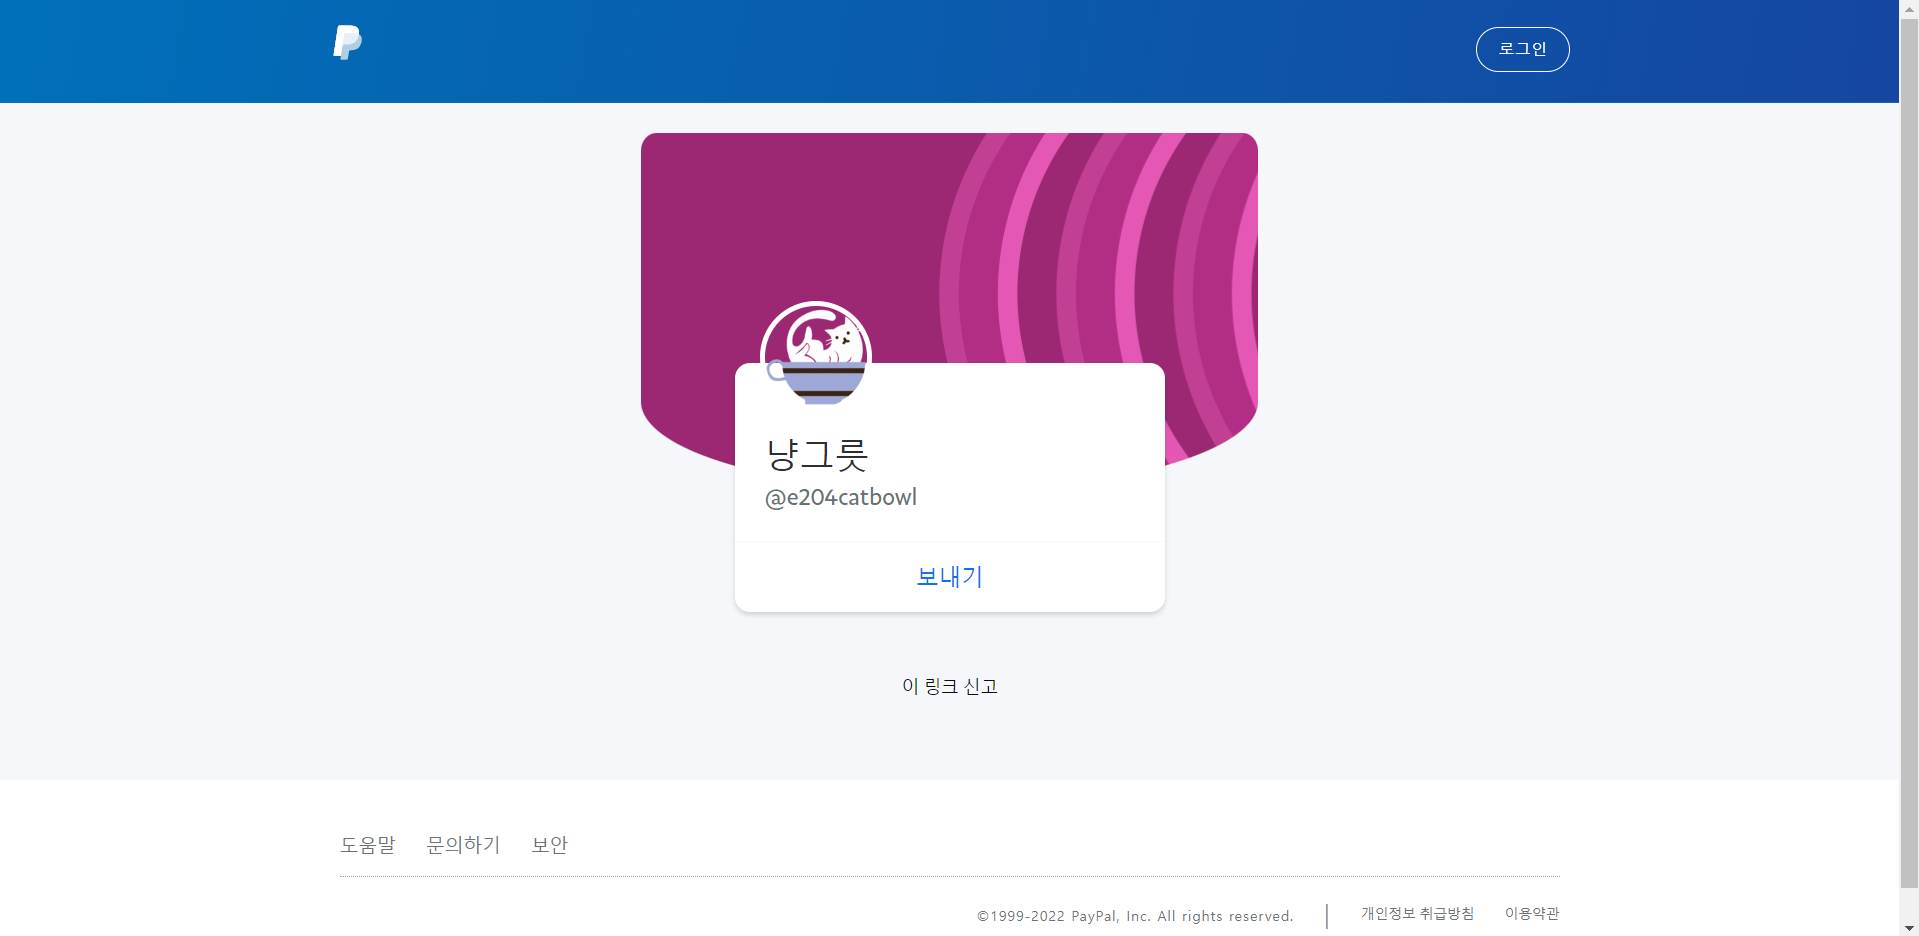 로그인
냥그릇
@e204catbowl
보내기
이 링크 신고
도움말 문의하기 보안
©1999-2022 PayPal, Inc. All rights reserved. | 개인정보 취급방침 이용약관